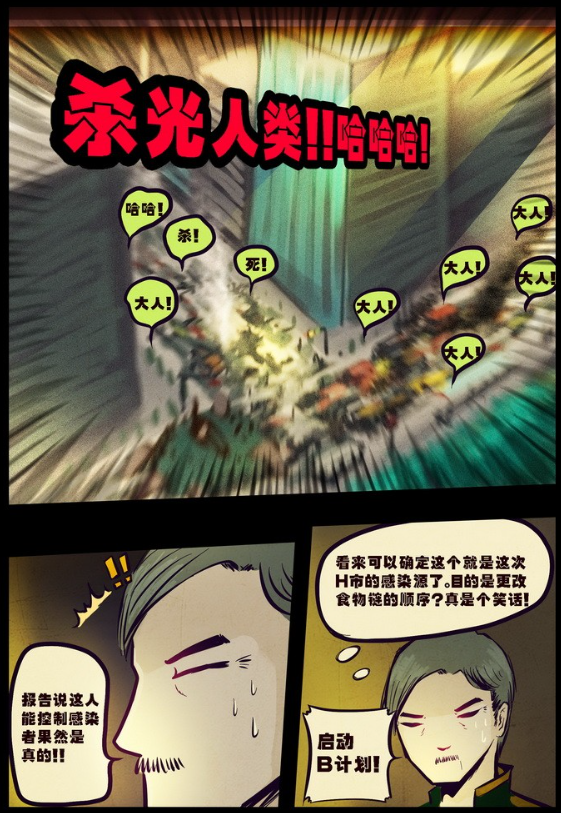 杀光人类!!哈哈哈!
哈哈!
杀!
死!
大人!
大人!
大人!
大人!
大人!
大人!
!!
报告说这人
能控制感染
者果然是
真的!!
看来可以确定这个就是这次
H市的感染源了。目的是更改
食物链的顺序?真是个笑话!
启动
B计划!